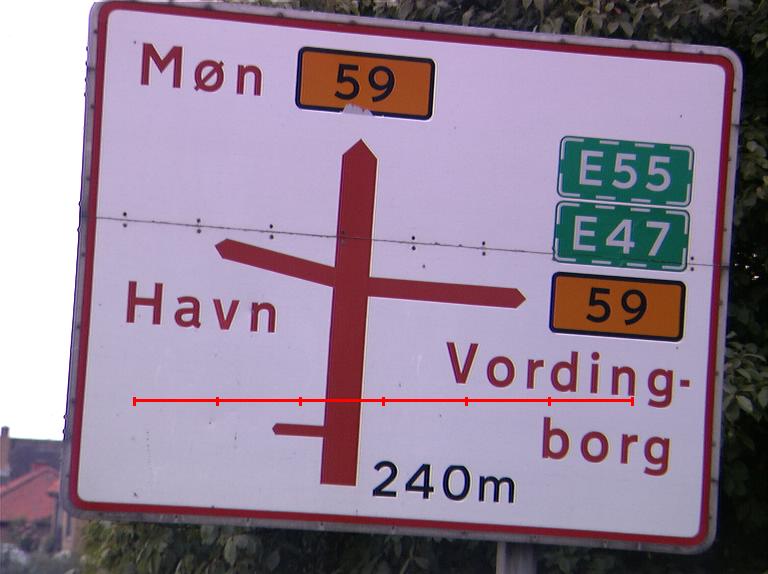 Møn 59
E55
E47
59
Havn
Vording-
borg
240m